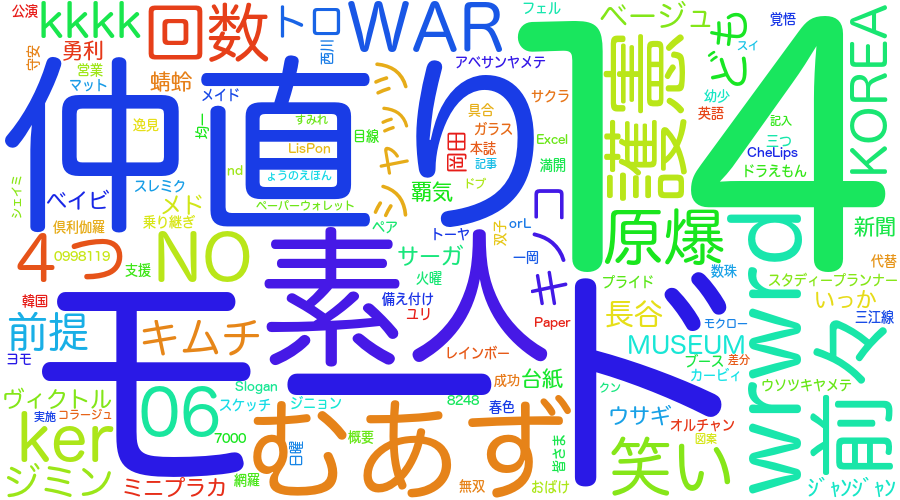 公演
kkkk
回数
トロ
WAR
フェル
ベージュ
ども
覚悟
スイ
KOREA
守安
勇利
西川
アベサンヤメテ
営業
マット
蜻蛉
メイド
シャッッツ
サクラ
具合
護憲
幼少
英語
記入
三つ
CheLips
ドラえもん
14
仲直り
逸見
均一
すみれ
目線
LisPon
nd
ょうのえほん
ペーパーウォレット
岡田
ガラス
本誌
記事
Excel
満開
ドブ
覇気
シェイミ
ベイビ
スレミク
メド
倶利伽羅
乗り継ぎ
ペア
トーヤ
双子
orL
キノコ
一岡
原爆
wrwrd
新聞
代替
4つ
0998119
支援
NO
サーガ
火曜
素人
備え付け
ユリ
プライド
数珠
スタディープランナー
いっか
韓国
前提
キムチ
Paper
長谷
モクロー
三江線
ヨモ
モード
レインボー
MUSEUM
ブース
差分
カービィ
前々
ウソツキヤメテ
ヴィクトル
06
Slogan
成功
台紙
クン
実施
コラージュ
スケッチ
ジニョン
8248
春色
ウサギ
オルチャン
ker
7000
むあず
概要
日曜
皆さま
笑い
図案
ジミン
ミニプラカ
網羅
無双
おばけ
ジャンジャン